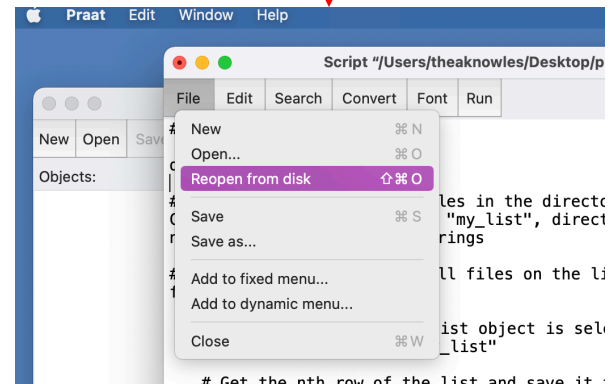 Praat Edit Window Help
Script "/Users/theaknowles/Desktop/p
File Edit Search Convert Font Run
New Open Save
Objects:
New ⌘ N
Open... ⌘ O
Reopen from disk ⇧⌘ O
Save ⌘ S
Save as...
Add to fixed menu...
Add to dynamic menu...
Close ⌘ W
#
#
les in the directo
"my_list", direct
rings
#
ll files on the li
ist object is sele
_list"
# Get the nth row of the list and save it